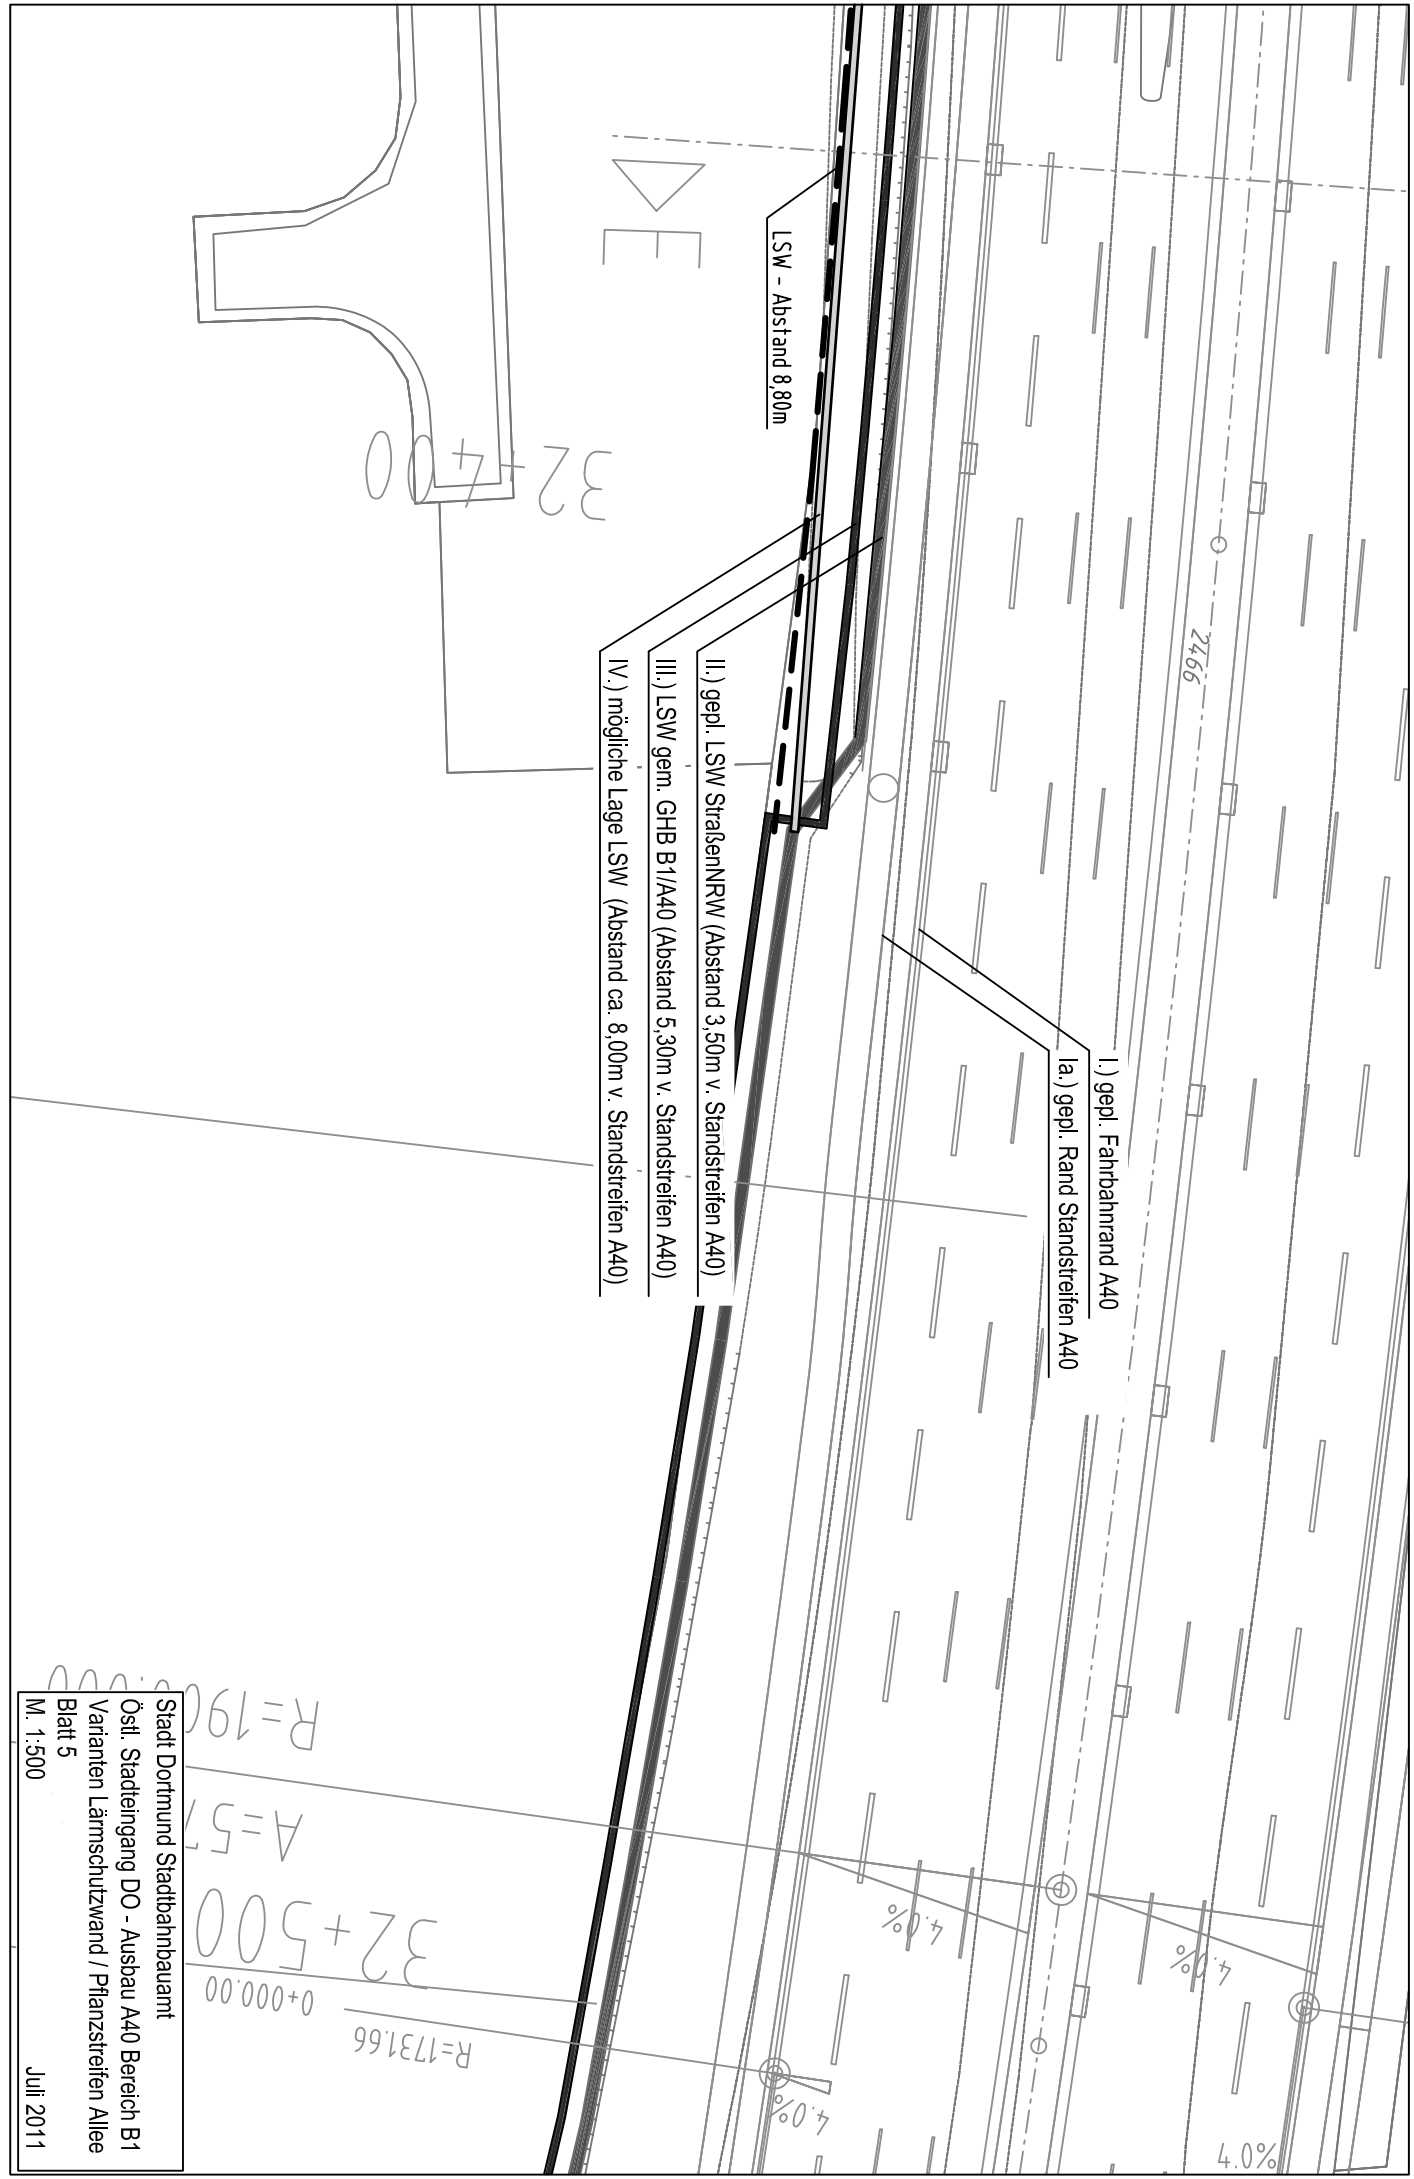 LSW - Abstand 8,80m
E
32+400
2466
I.) gepl. Fahrbahnrand A40
Ia.) gepl. Rand Standstreifen A40
II.) gepl. LSW StraßenNRW (Abstand 3,50m v. Standstreifen A40)
III.) LSW gem. GHB B1/A40 (Abstand 5,30m v. Standstreifen A40)
IV.) mögliche Lage LSW (Abstand ca. 8,00m v. Standstreifen A40)
4.0%
4.0%
4.0%
4.0%
32+500
0+000.00
R=1731.66
Stadt Dortmund Stadtbahnbauamt
Östl. Stadteingang DO - Ausbau A40 Bereich B1
Varianten Lärmschutzwand / Pflanzstreifen Allee
Blatt 5
M. 1:500 Juli 2011